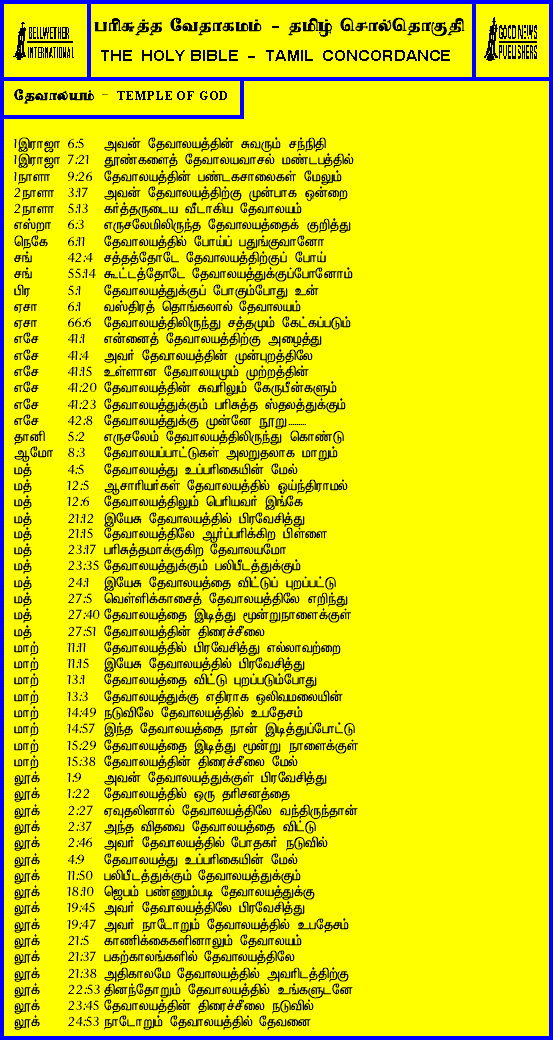 BELLWETHER
INTERNATIONAL
பரிசுத்த வேதாகமம் - தமிழ் சொல்தொகுதி
THE HOLY BIBLE - TAMIL CONCORDANCE
GOOD NEWS
PUBLISHERS
தேவாலயம் - TEMPLE OF GOD
1இராஜா 6:5 அவன் தேவாலயத்தின் சுவரும் சந்நிதி
1இராஜா 7:21 தூண்களைத் தேவாலயவாசல் மண்டபத்தில்
1நாளா 9:26 தேவாலயத்தின் பண்டகசாலைகள் மேலும்
2நாளா 3:17 அவன் தேவாலயத்திற்கு முன்பாக ஒன்றை
2நாளா 5:13 கர்த்தருடைய வீடாகிய தேவாலயம்
எஸ்றா 6:3 எருசலேமிலிருந்த தேவாலயத்தைக் குறித்து
நெகே 6:11 தேவாலயத்தில் போய்ப் பதுங்குவானோ
சங் 42:4 சத்தத்தோடே தேவாலயத்திற்குப் போய்
சங் 55:14 கூட்டத்தோடே தேவாலயத்துக்குப்போனோம்
பிர 5:1 தேவாலயத்துக்குப் போகும்போது உன்
ஏசா 6:1 வஸ்திரத் தொங்கலால் தேவாலயம்
ஏசா 66:6 தேவாலயத்திலிருந்து சத்தமும் கேட்கப்படும்
எசே 41:1 என்னைத் தேவாலயத்திற்கு அழைத்து
எசே 41:4 அவர் தேவாலயத்தின் முன்புறத்திலே
எசே 41:15 உள்ளான தேவாலயமும் முற்றத்தின்
எசே 41:20 தேவாலயத்தின் சுவரிலும் கேருபீன்களும்
எசே 41:23 தேவாலயத்துக்கும் பரிசுத்த ஸ்தலத்துக்கும்
எசே 42:8 தேவாலயத்துக்கு முன்னே நூறு.........
தானி 5:2 எருசலேம் தேவாலயத்திலிருந்து கொண்டு
ஆமோ 8:3 தேவாலயப்பாட்டுகள் அலறுதலாக மாறும்
மத் 4:5 தேவாலயத்து உப்பரிகையின் மேல்
மத் 12:5 ஆசாரியர்கள் தேவாலயத்தில் ஓய்ந்திராமல்
மத் 12:6 தேவாலயத்திலும் பெரியவர் இங்கே
மத் 21:12 இயேசு தேவாலயத்தில் பிரவேசித்து
மத் 21:15 தேவாலயத்திலே ஆர்ப்பரிக்கிற பிள்ளை
மத் 23:17 பரிசுத்தமாக்குகிற தேவாலயமோ
மத் 23:35 தேவாலயத்துக்கும் பலிபீடத்துக்கும்
மத் 24:1 இயேசு தேவாலயத்தை விட்டுப் புறப்பட்டு
மத் 27:5 வெள்ளிக்காசைத் தேவாலயத்திலே எறிந்து
மத் 27:40 தேவாலயத்தை இடித்து மூன்றுநாளைக்குள்
மத் 27:51 தேவாலயத்தின் திரைச்சீலை
மாற் 11:11 தேவாலயத்தில் பிரவேசித்து எல்லாவற்றை
மாற் 11:15 இயேசு தேவாலயத்தில் பிரவேசித்து
மாற் 13:1 தேவாலயத்தை விட்டு புறப்படும்போது
மாற் 13:3 தேவாலயத்துக்கு எதிராக ஒலிவமலையின்
மாற் 14:49 நடுவிலே தேவாலயத்தில் உபதேசம்
மாற் 14:57 இந்த தேவாலயத்தை நான் இடித்துப்போட்டு
மாற் 15:29 தேவாலயத்தை இடித்து மூன்று நாளைக்குள்
மாற் 15:38 தேவாலயத்தின் திரைச்சீலை மேல்
லூக் 1:9 அவன் தேவாலயத்துக்குள் பிரவேசித்து
லூக் 1:22 தேவாலயத்தில் ஒரு தரிசனத்தை
லூக் 2:27 ஏவுதலினால் தேவாலயத்திலே வந்திருந்தான்
லூக் 2:37 அந்த விதவை தேவாலயத்தை விட்டு
லூக் 2:46 அவர் தேவாலயத்தில் போதகர் நடுவில்
லூக் 4:9 தேவாலயத்து உப்பரிகையின் மேல்
லூக் 11:50 பலிபீடத்துக்கும் தேவாலயத்துக்கும்
லூக் 18:10 ஜெபம் பண்ணும்படி தேவாலயத்துக்கு
லூக் 19:45 அவர் தேவாலயத்திலே பிரவேசித்து
லூக் 19:47 அவர் நாடோறும் தேவாலயத்தில் உபதேசம்
லூக் 21:5 காணிக்கைகளினாலும் தேவாலயம்
லூக் 21:37 பகற்காலங்களில் தேவாலயத்திலே
லூக் 21:38 அதிகாலமே தேவாலயத்தில் அவரிடத்திற்கு
லூக் 22:53 தினந்தோறும் தேவாலயத்தில் உங்களுடனே
லூக் 23:45 தேவாலயத்தின் திரைச்சீலை நடுவில்
லூக் 24:53 நாடோறும் தேவாலயத்தில் தேவனை